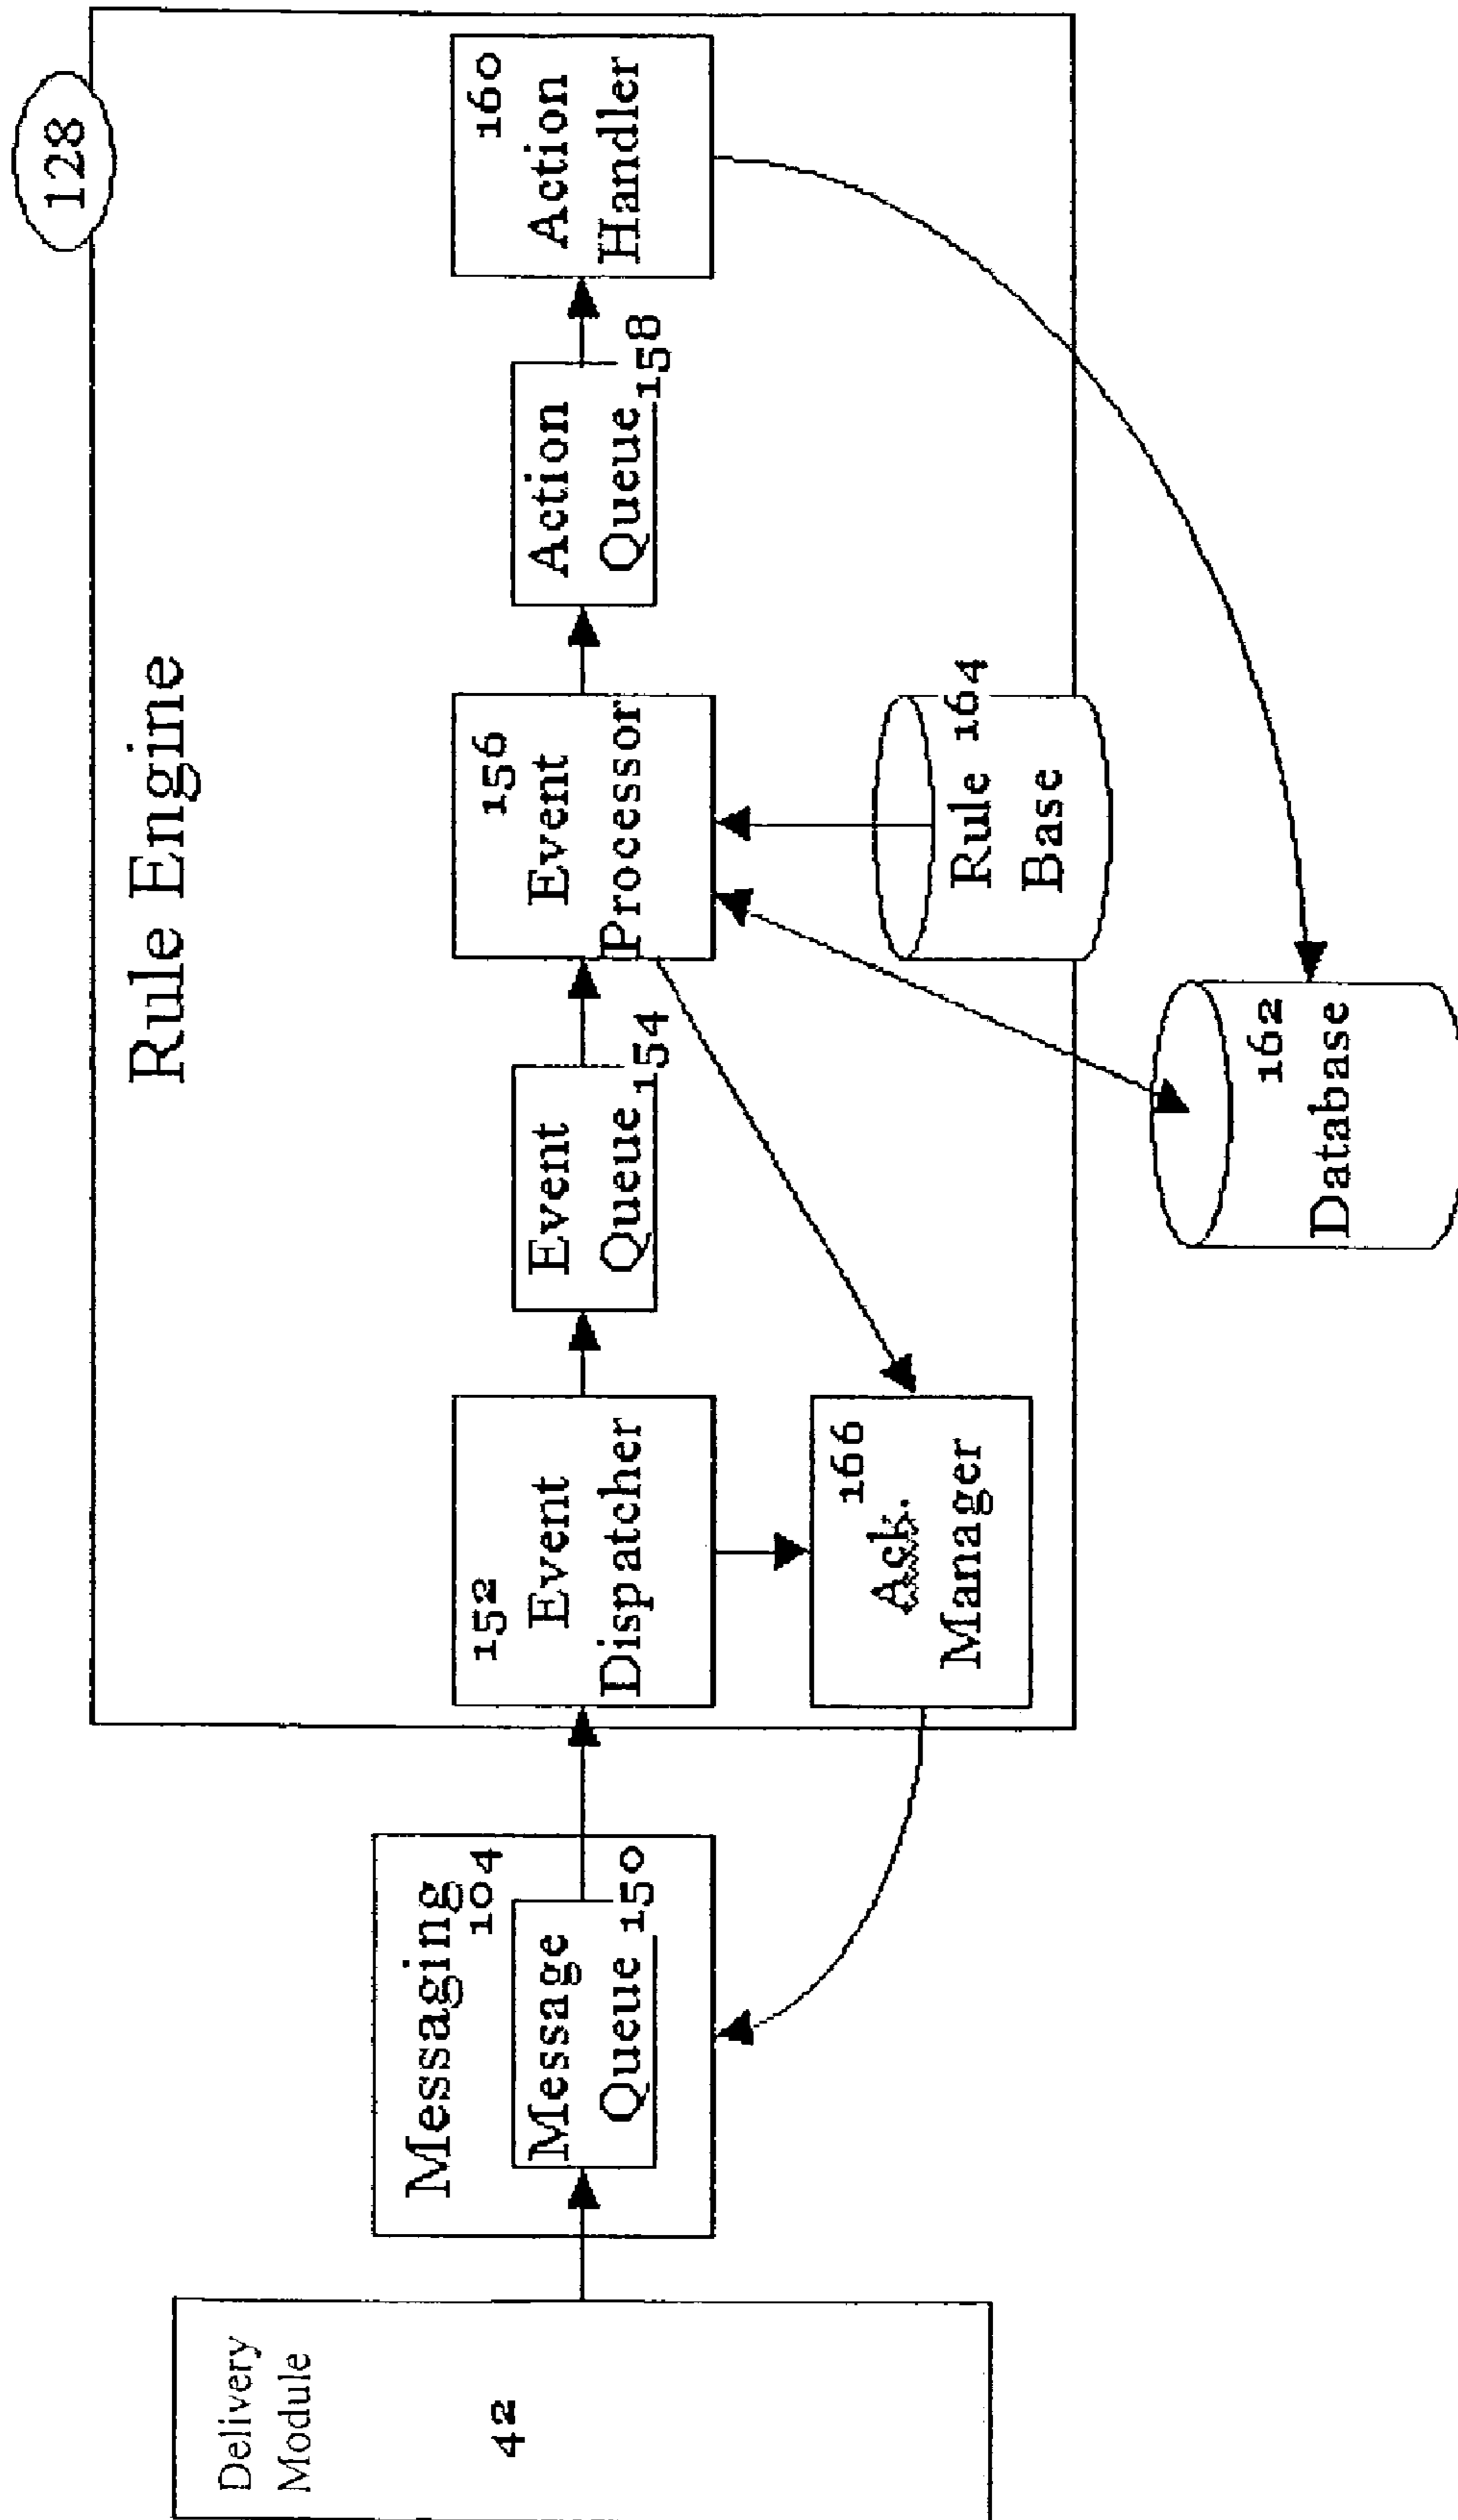 128
Rule Engine
Delivery
Module
42
Messaging
104
Message
Queue 150
152
Event
Dispatcher
Event
Queue 154
156
Event
Processor
Action
Queue 158
160
Action
Handler
166
Ack.
Manager
Rule 164
Base
162
Database